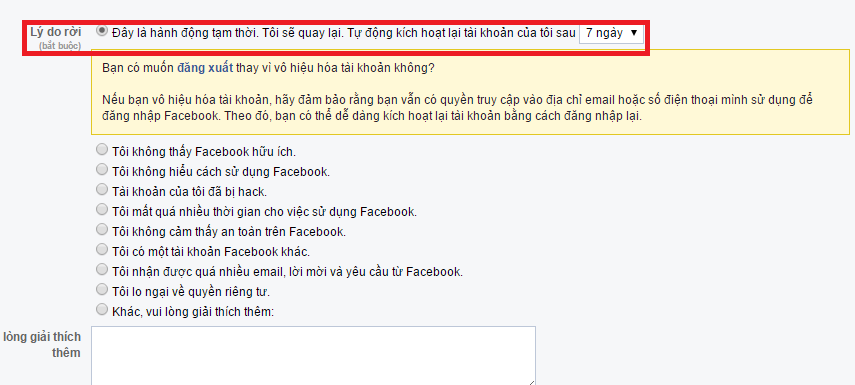 Lý do rời
(bắt buộc)
Đây là hành động tạm thời. Tôi sẽ quay lại. Tự động kích hoạt lại tài khoản của tôi sau 7 ngày
Bạn có muốn đăng xuất thay vì vô hiệu hóa tài khoản không?
Nếu bạn vô hiệu hóa tài khoản, hãy đảm bảo rằng bạn vẫn có quyền truy cập vào địa chỉ email hoặc số điện thoại mình sử dụng để
đăng nhập Facebook. Theo đó, bạn có thể dễ dàng kích hoạt lại tài khoản bằng cách đăng nhập lại.
Tôi không thấy Facebook hữu ích.
Tôi không hiểu cách sử dụng Facebook.
Tài khoản của tôi đã bị hack.
Tôi mất quá nhiều thời gian cho việc sử dụng Facebook.
Tôi không cảm thấy an toàn trên Facebook.
Tôi có một tài khoản Facebook khác.
Tôi nhận được quá nhiều email, lời mời và yêu cầu từ Facebook.
Tôi lo ngại về quyền riêng tư.
Khác, vui lòng giải thích thêm:
lòng giải thích
thêm